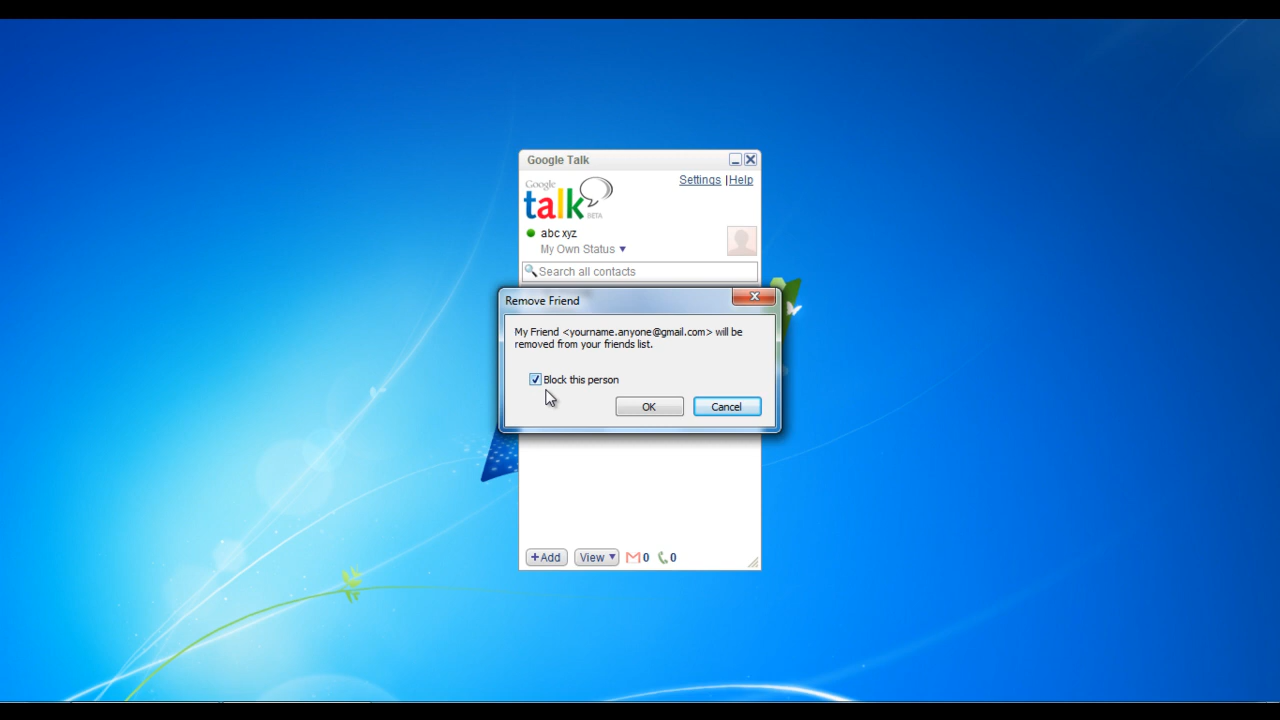 Google Talk
Settings | Help
Google
talk
BETA
abc xyz
My Own Status
Search all contacts
Remove Friend
My Friend <yourname.anyone@gmail.com> will be
removed from your friends list.
Block this person
OK Cancel
+Add View 0 0